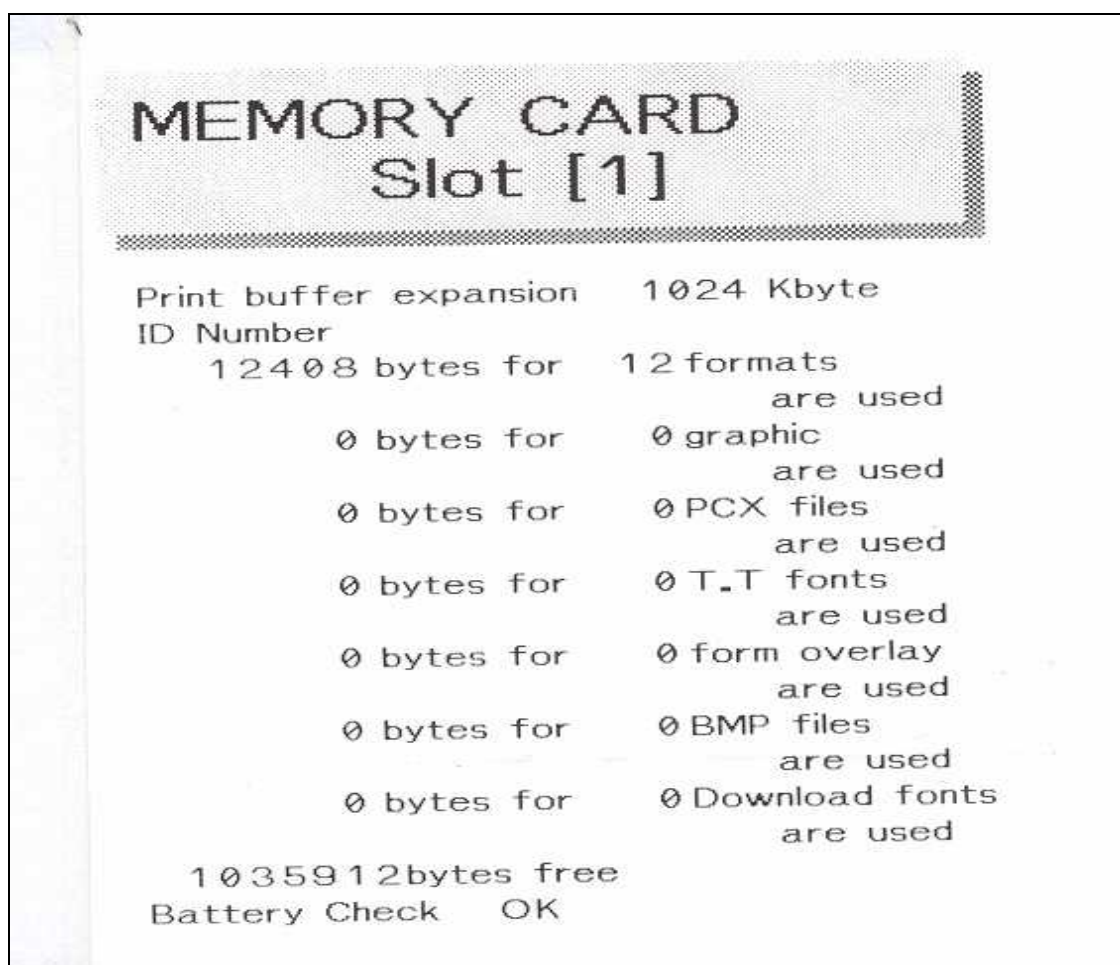 MEMORY CARD
Slot [1]
Print buffer expansion 1024 Kbyte
ID Number
12408 bytes for 12 formats
are used
0 bytes for 0 graphic
are used
0 bytes for 0 PCX files
are used
0 bytes for 0 T.T fonts
are used
0 bytes for 0 form overlay
are used
0 bytes for 0 BMP files
are used
0 bytes for 0 Download fonts
are used
1035912bytes free
Battery Check OK